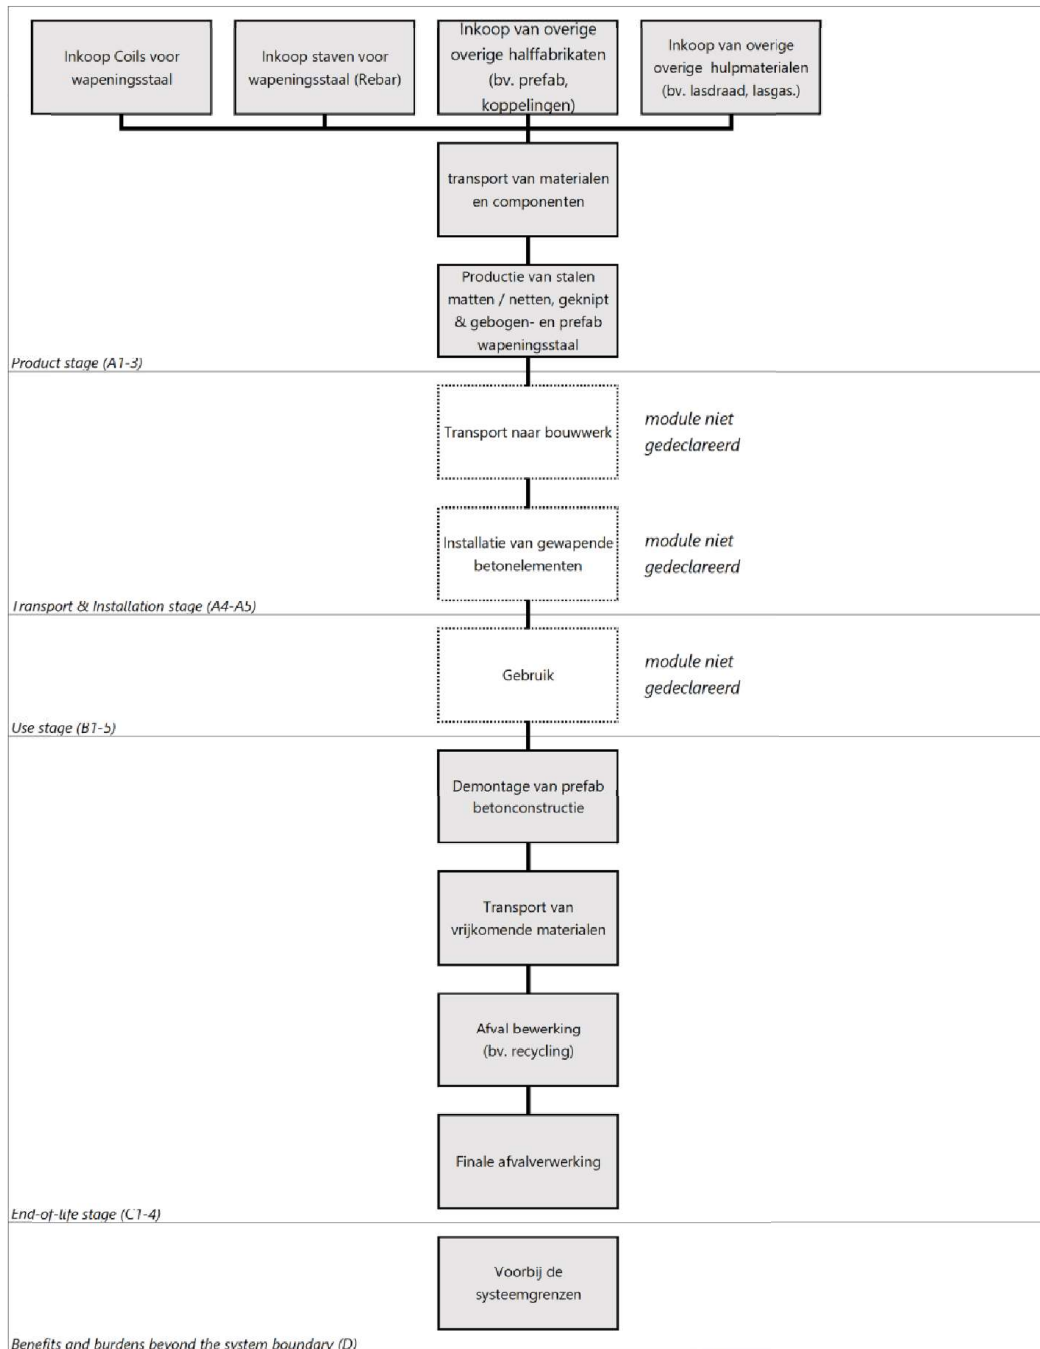 Inkoop Coils voor
wapeningsstaal
Inkoop staven voor
wapeningsstaal (Rebar)
Inkoop van overige
overige halffabrikaten
(bv. prefab,
koppelingen)
Inkoop van overige
overige hulpmaterialen
(bv. lasdraad, lasgas.)
transport van materialen
en componenten
Productie van stalen
matten / netten, geknipt
& gebogen- en prefab
wapeningsstaal
Product stage (A1-3)
Transport naar bouwwerk
module niet
gedeclareerd
Installatie van gewapende
betonelementen
module niet
gedeclareerd
Transport & Installation stage (A4-A5)
Gebruik
module niet
gedeclareerd
Use stage (B1-5)
Demontage van prefab
betonconstructie
Transport van
vrijkomende materialen
Afval bewerking
(bv. recycling)
Finale afvalverwerking
End-of-life stage (C1-4)
Voorbij de
systeemgrenzen
Benefits and burdens beyond the system boundary (D)